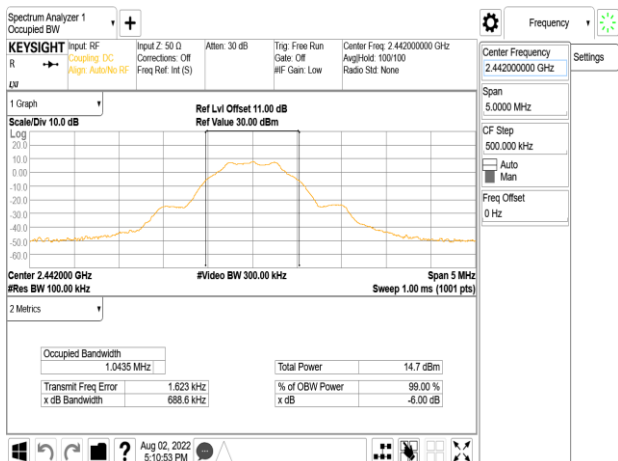 Spectrum Analyzer 1
Occupied BW
Frequency
KEYSIGHT
R
LXI
Input: RF
Coupling: DC
Align: Auto/No RF
Input Z: 50 Ω
Corrections: Off
Freq Ref: Int (S)
Atten: 30 dB
Trig: Free Run
Gate: Off
#IF Gain: Low
Center Freq: 2.442000000 GHz
Avg|Hold: 100/100
Radio Std: None
Center Frequency
2.442000000 GHz
Settings
Span
5.0000 MHz
CF Step
500.000 kHz
Auto
Man
Freq Offset
0 Hz
1 Graph
Scale/Div 10.0 dB
Ref Lvl Offset 11.00 dB
Ref Value 30.00 dBm
Log
20.0
10.0
0.00
-10.0
-20.0
-30.0
-40.0
-50.0
-60.0
Center 2.442000 GHz
#Res BW 100.00 kHz
#Video BW 300.00 kHz
Span 5 MHz
Sweep 1.00 ms (1001 pts)
2 Metrics
Occupied Bandwidth
1.0435 MHz
Total Power 14.7 dBm
Transmit Freq Error 1.623 kHz
% of OBW Power 99.00 %
x dB Bandwidth 688.6 kHz
x dB -6.00 dB
?
Aug 02, 2022
5:10:53 PM